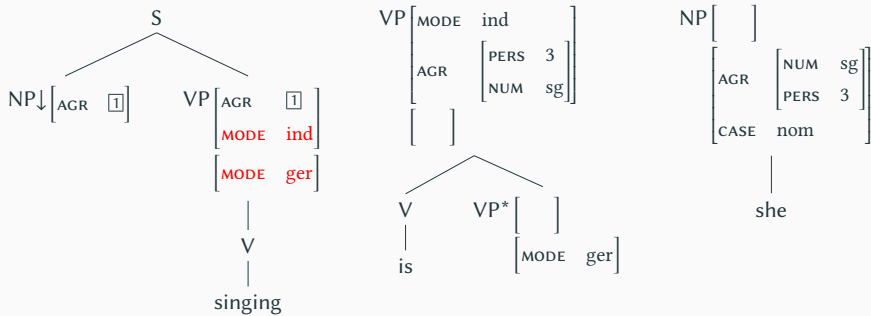 S
NP↓ [AGR 1]
VP [AGR 1
MODE ind]
[MODE ger]
V
singing
VP [MODE ind
AGR [PERS 3
NUM sg]]
[ ]
V
is
VP* [ ]
[MODE ger]
NP [ ]
[AGR [NUM sg
PERS 3]
CASE nom]
she